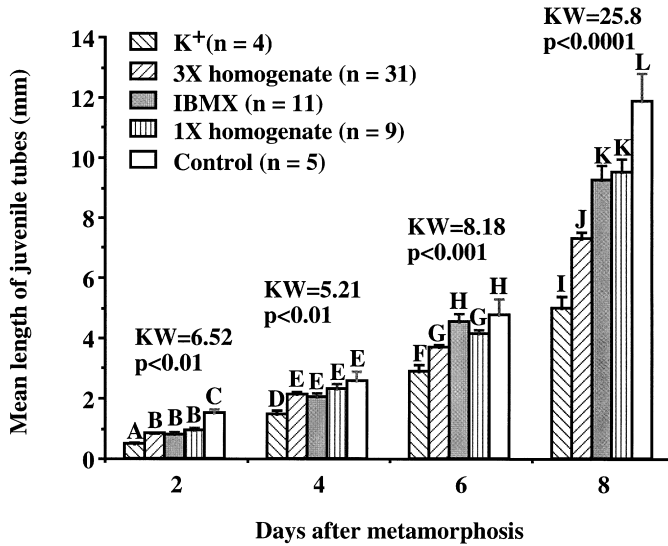 KW=25.8
p<0.0001
14
12
10
8
6
4
2
0
Mean length of juvenile tubes (mm)
K+(n = 4)
3X homogenate (n = 31)
IBMX (n = 11)
1X homogenate (n = 9)
Control (n = 5)
KW=6.52
p<0.01
A B B B C
KW=5.21
p<0.01
D E E E E
KW=8.18
p<0.001
F G H G H
I J K K L
2 4 6 8
Days after metamorphosis